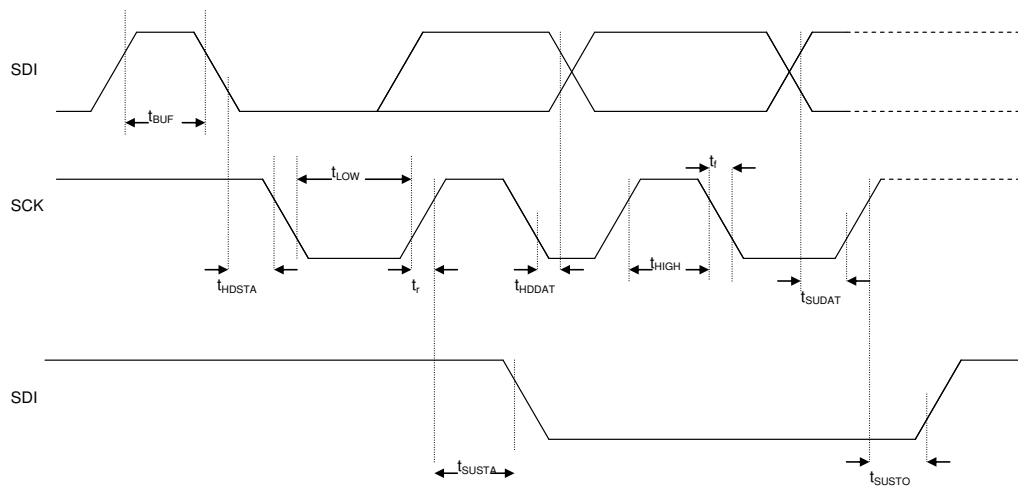 SDI
tBUF
tLOW
tf
SCK
tHDSTA
tr
tHDDAT
tHIGH
tSUDAT
SDI
tSUSTA
tSUSTO